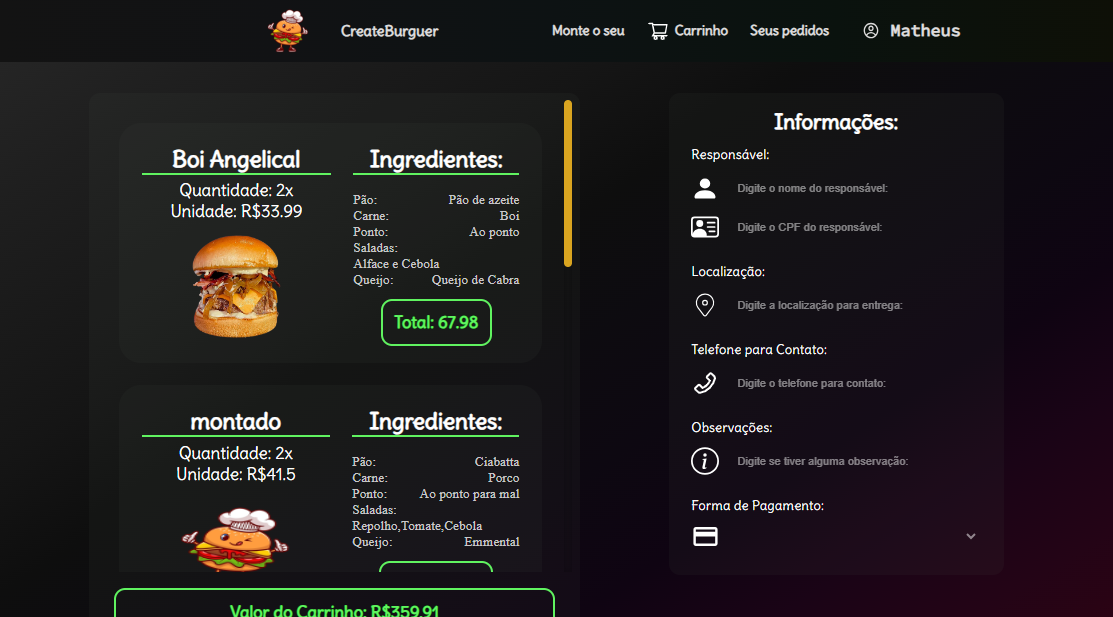 CreateBurguer
Monte o seu
Carrinho
Seus pedidos
Matheus
Boi Angelical
Quantidade: 2x
Unidade: R$33.99
Ingredientes:
Pão: Pão de azeite
Carne: Boi
Ponto: Ao ponto
Saladas:
Alface e Cebola
Queijo: Queijo de Cabra
Total: 67.98
montado
Quantidade: 2x
Unidade: R$41.5
Ingredientes:
Pão: Ciabatta
Carne: Porco
Ponto: Ao ponto para mal
Saladas:
Repolho,Tomate,Cebola
Queijo: Emmental
Valor do Carrinho: R$359.91
Informações:
Responsável:
Digite o nome do responsável:
Digite o CPF do responsável:
Localização:
Digite a localização para entrega:
Telefone para Contato:
Digite o telefone para contato:
Observações:
Digite se tiver alguma observação:
Forma de Pagamento: